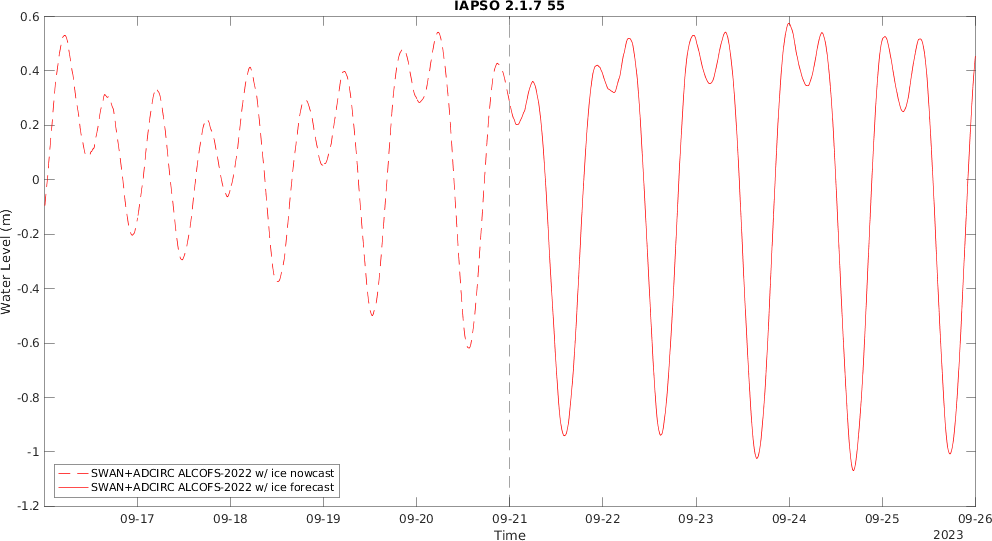 IAPSO 2.1.7 55
0.6
0.4
0.2
0
-0.2
-0.4
-0.6
-0.8
-1
-1.2
Water Level (m)
SWAN+ADCIRC ALCOFS-2022 w/ ice nowcast
SWAN+ADCIRC ALCOFS-2022 w/ ice forecast
09-17 09-18 09-19 09-20 09-21 09-22 09-23 09-24 09-25 09-26
Time
2023